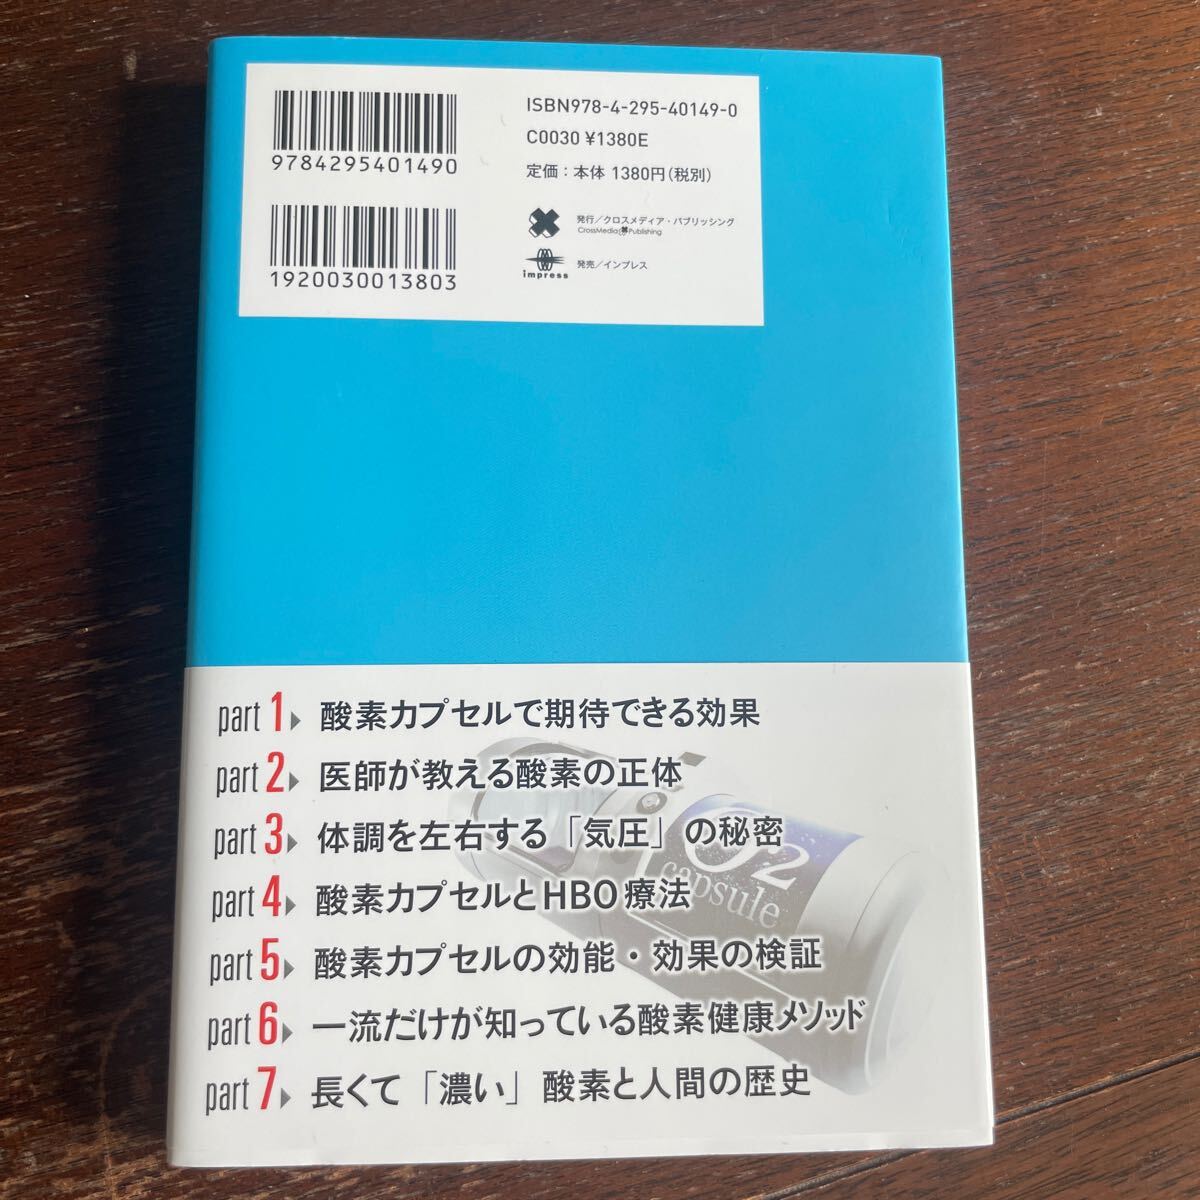 9784295401490
1920030013803
ISBN978-4-295-40149-0
C0030 ¥1380E
定価：本体 1380円(税別)
発行／クロスメディア・パブリッシング
CrossMedia Publishing
impress
発売／インプレス
part 1 酸素カプセルで期待できる効果
part 2 医師が教える酸素の正体
part 3 体調を左右する「気圧」の秘密
part 4 酸素カプセルとHBO療法
part 5 酸素カプセルの効能・効果の検証
part 6 一流だけが知っている酸素健康メソッド
part 7 長くて「濃い」酸素と人間の歴史
O2
capsule